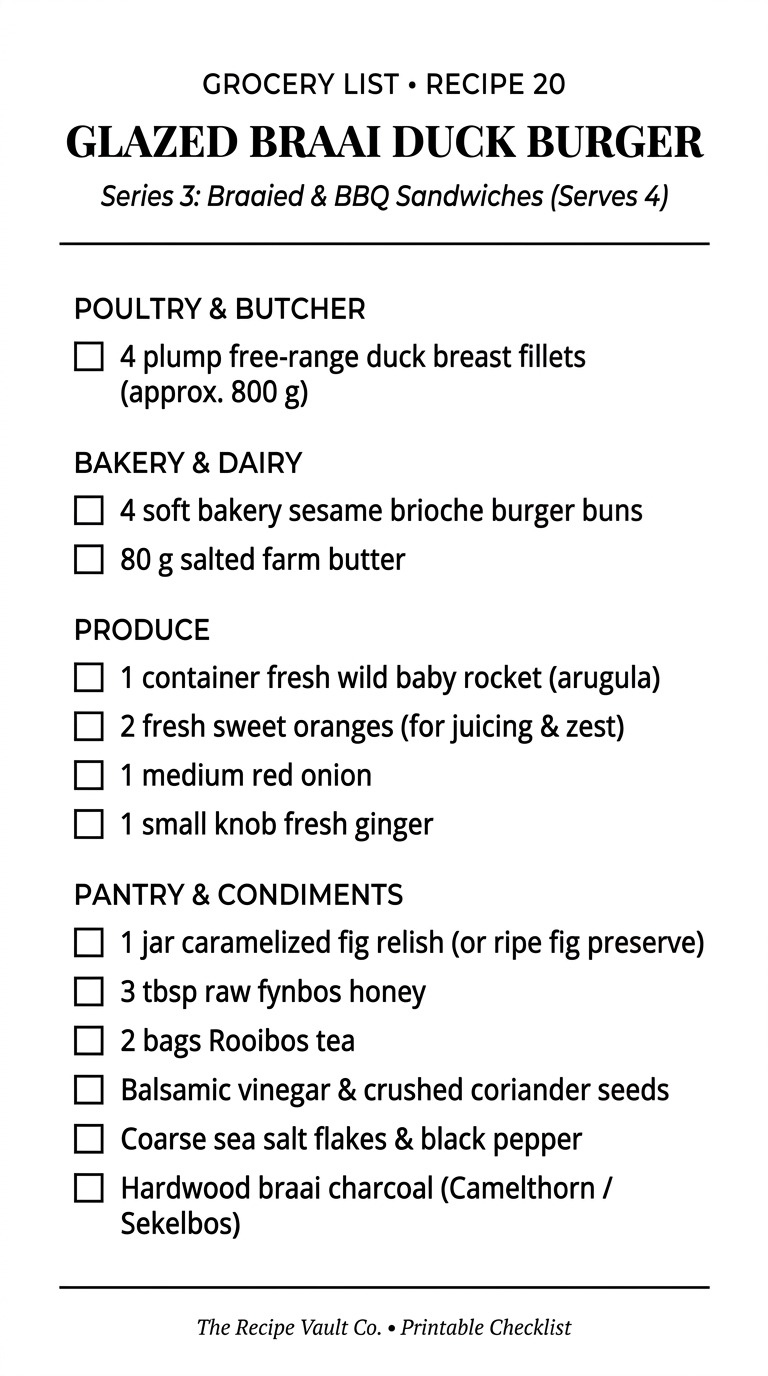 GROCERY LIST • RECIPE 20
GLAZED BRAAI DUCK BURGER
Series 3: Braaied & BBQ Sandwiches (Serves 4)
POULTRY & BUTCHER
4 plump free-range duck breast fillets
(approx. 800 g)
BAKERY & DAIRY
4 soft bakery sesame brioche burger buns
80 g salted farm butter
PRODUCE
1 container fresh wild baby rocket (arugula)
2 fresh sweet oranges (for juicing & zest)
1 medium red onion
1 small knob fresh ginger
PANTRY & CONDIMENTS
1 jar caramelized fig relish (or ripe fig preserve)
3 tbsp raw fynbos honey
2 bags Rooibos tea
Balsamic vinegar & crushed coriander seeds
Coarse sea salt flakes & black pepper
Hardwood braai charcoal (Camelthorn /
Sekelbos)
The Recipe Vault Co. • Printable Checklist